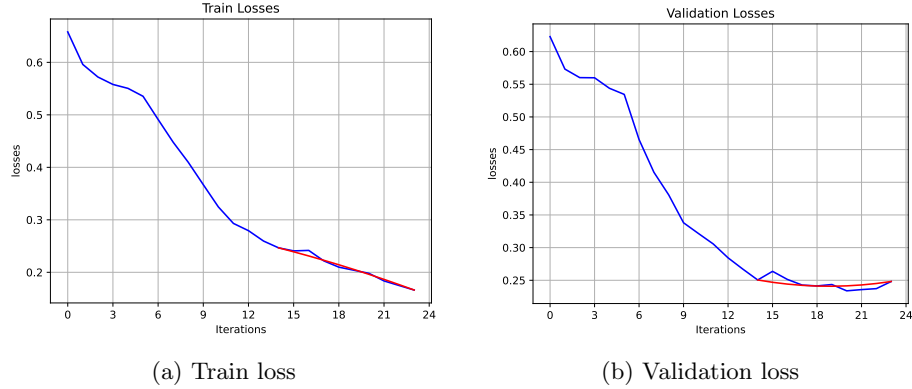 Train Losses
losses
0.6
0.5
0.4
0.3
0.2
0 3 6 9 12 15 18 21 24
Iterations
(a) Train loss
Validation Losses
losses
0.60
0.55
0.50
0.45
0.40
0.35
0.30
0.25
0 3 6 9 12 15 18 21 24
Iterations
(b) Validation loss